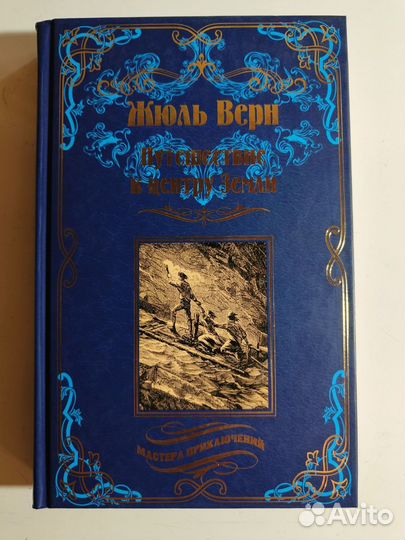 Жюль Верн
Путешествие
к центру Земли
МАСТЕРА ПРИКЛЮЧЕНИЙ
Avito